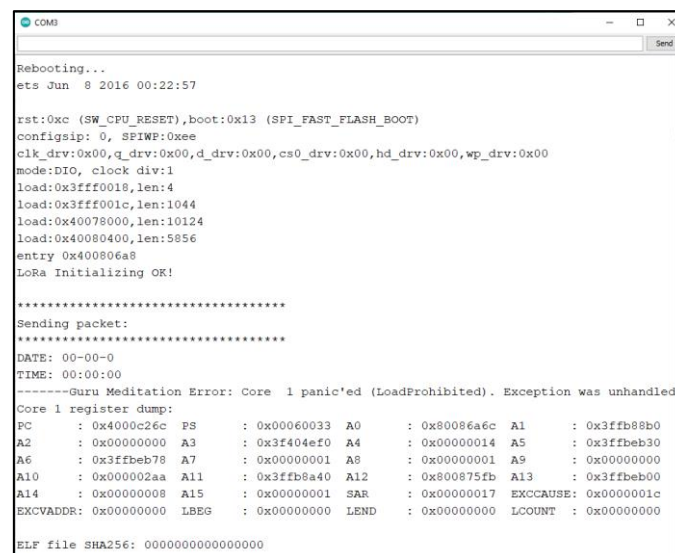 COM3
Send
Rebooting...
ets Jun  8 2016 00:22:57
rst:0xc (SW_CPU_RESET),boot:0x13 (SPI_FAST_FLASH_BOOT)
configsip: 0, SPIWP:0xee
clk_drv:0x00,q_drv:0x00,d_drv:0x00,cs0_drv:0x00,hd_drv:0x00,wp_drv:0x00
mode:DIO, clock div:1
load:0x3fff0018,len:4
load:0x3fff001c,len:1044
load:0x40078000,len:10124
load:0x40080400,len:5856
entry 0x400806a8
LoRa Initializing OK!
************************************
Sending packet:
************************************
DATE: 00-00-0
TIME: 00:00:00
-------Guru Meditation Error: Core  1 panic'ed (LoadProhibited). Exception was unhandled
Core 1 register dump:
PC      : 0x4000c26c  PS      : 0x00060033  A0      : 0x80086a6c  A1      : 0x3ffb88b0
A2      : 0x00000000  A3      : 0x3f404ef0  A4      : 0x00000014  A5      : 0x3ffbeb30
A6      : 0x3ffbeb78  A7      : 0x00000001  A8      : 0x00000001  A9      : 0x00000000
A10     : 0x000002aa  A11     : 0x3ffb8a40  A12     : 0x800875fb  A13     : 0x3ffbeb00
A14     : 0x00000008  A15     : 0x00000001  SAR     : 0x00000017  EXCCAUSE: 0x0000001c
EXCVADDR: 0x00000000  LBEG    : 0x00000000  LEND    : 0x00000000  LCOUNT  : 0x00000000
ELF file SHA256: 0000000000000000